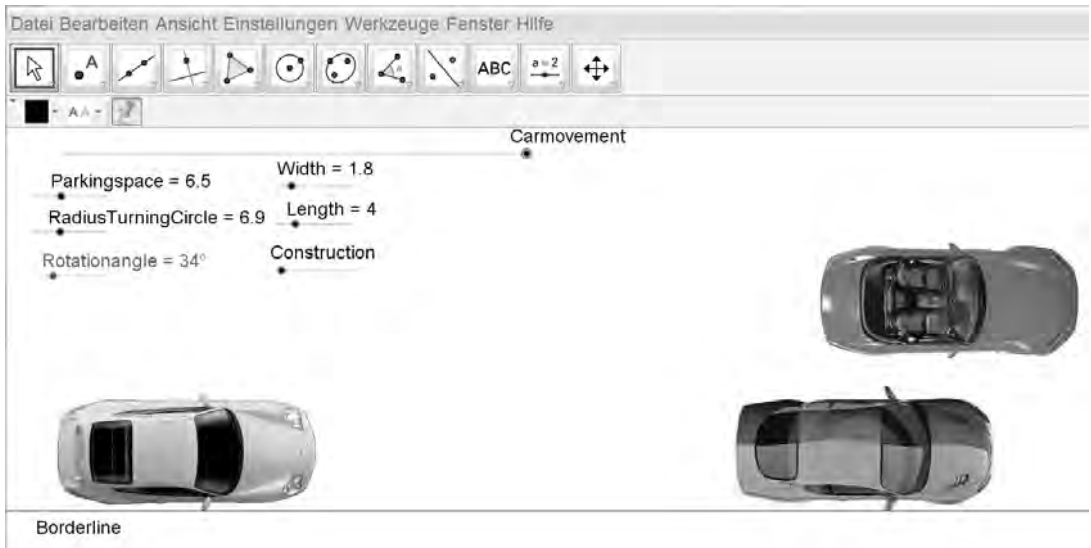 Datei Bearbeiten Ansicht Einstellungen Werkzeuge Fenster Hilfe
A
ABC
a = 2
A A
Carmovement
Parkingspace = 6.5
Width = 1.8
RadiusTurningCircle = 6.9
Length = 4
Rotationangle = 34°
Construction
Borderline